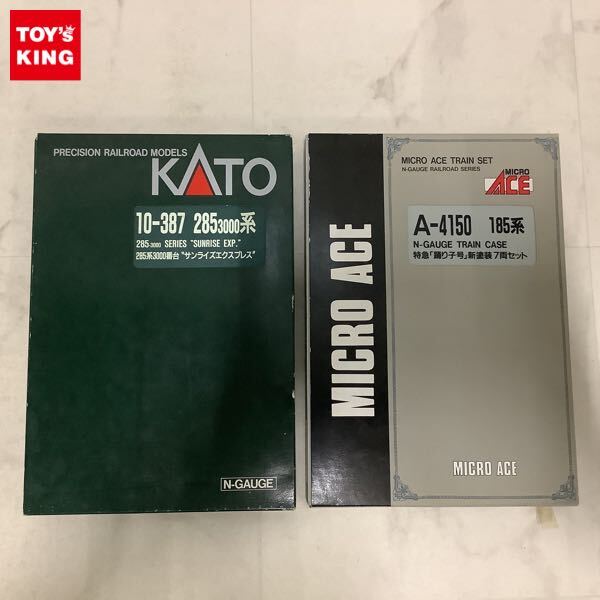 TOY's
KING
PRECISION RAILROAD MODELS
KATO
10-387 285 3000系
285-3000 SERIES "SUNRISE EXP."
285系3000番台 "サンライズエクスプレス"
N-GAUGE
MICRO ACE
MICRO ACE TRAIN SET
N-GAUGE RAILROAD SERIES
MICRO
ACE
A-4150 185系
N-GAUGE TRAIN CASE
特急「踊り子号」新塗装 7両セット
MICRO ACE